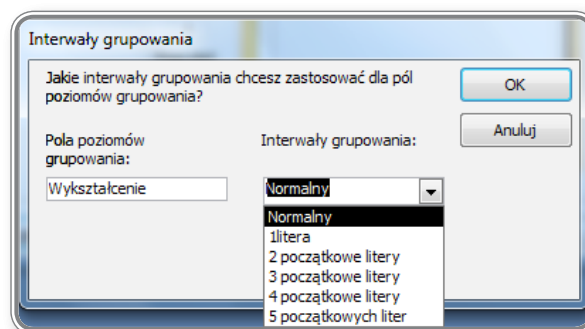 Interwały grupowania
Jakie interwały grupowania chcesz zastosować dla pól
poziomów grupowania?
OK
Anuluj
Pola poziomów
grupowania:
Interwały grupowania:
Wykształcenie
Normalny
Normalny
1litera
2 początkowe litery
3 początkowe litery
4 początkowe litery
5 początkowych liter